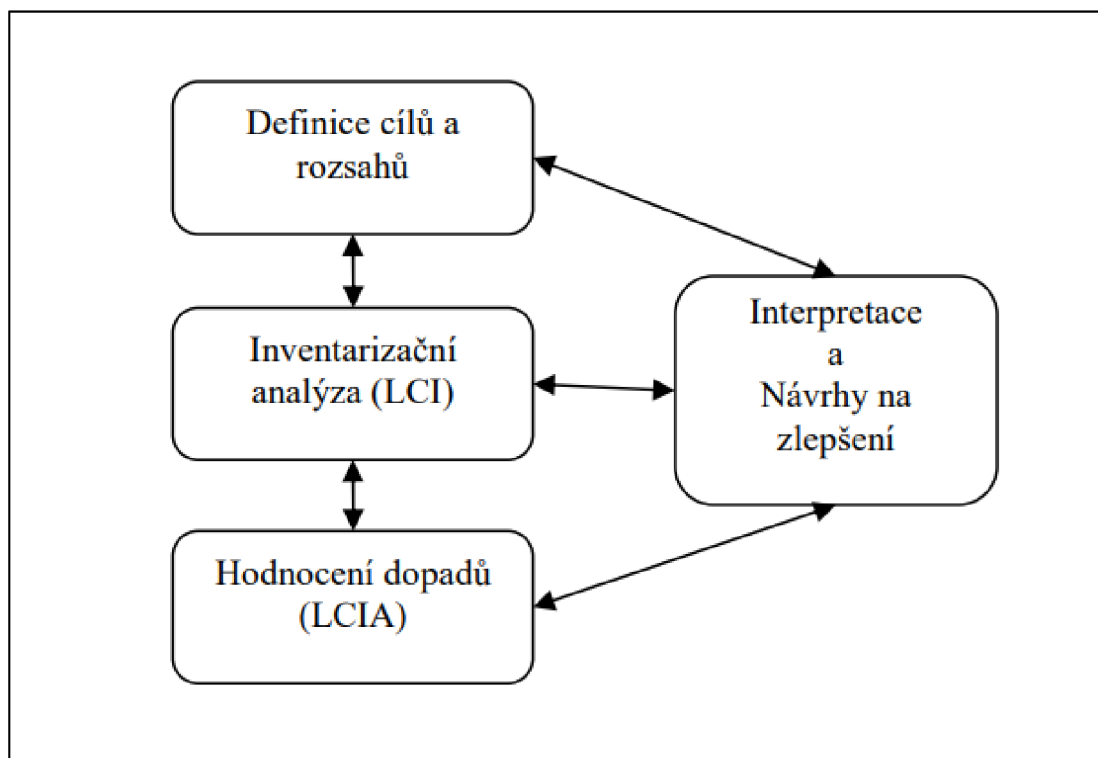 Definice cílů a
rozsahů
Inventarizační
analýza (LCI)
Hodnocení dopadů
(LCIA)
Interpretace
a
Návrhy na
zlepšení